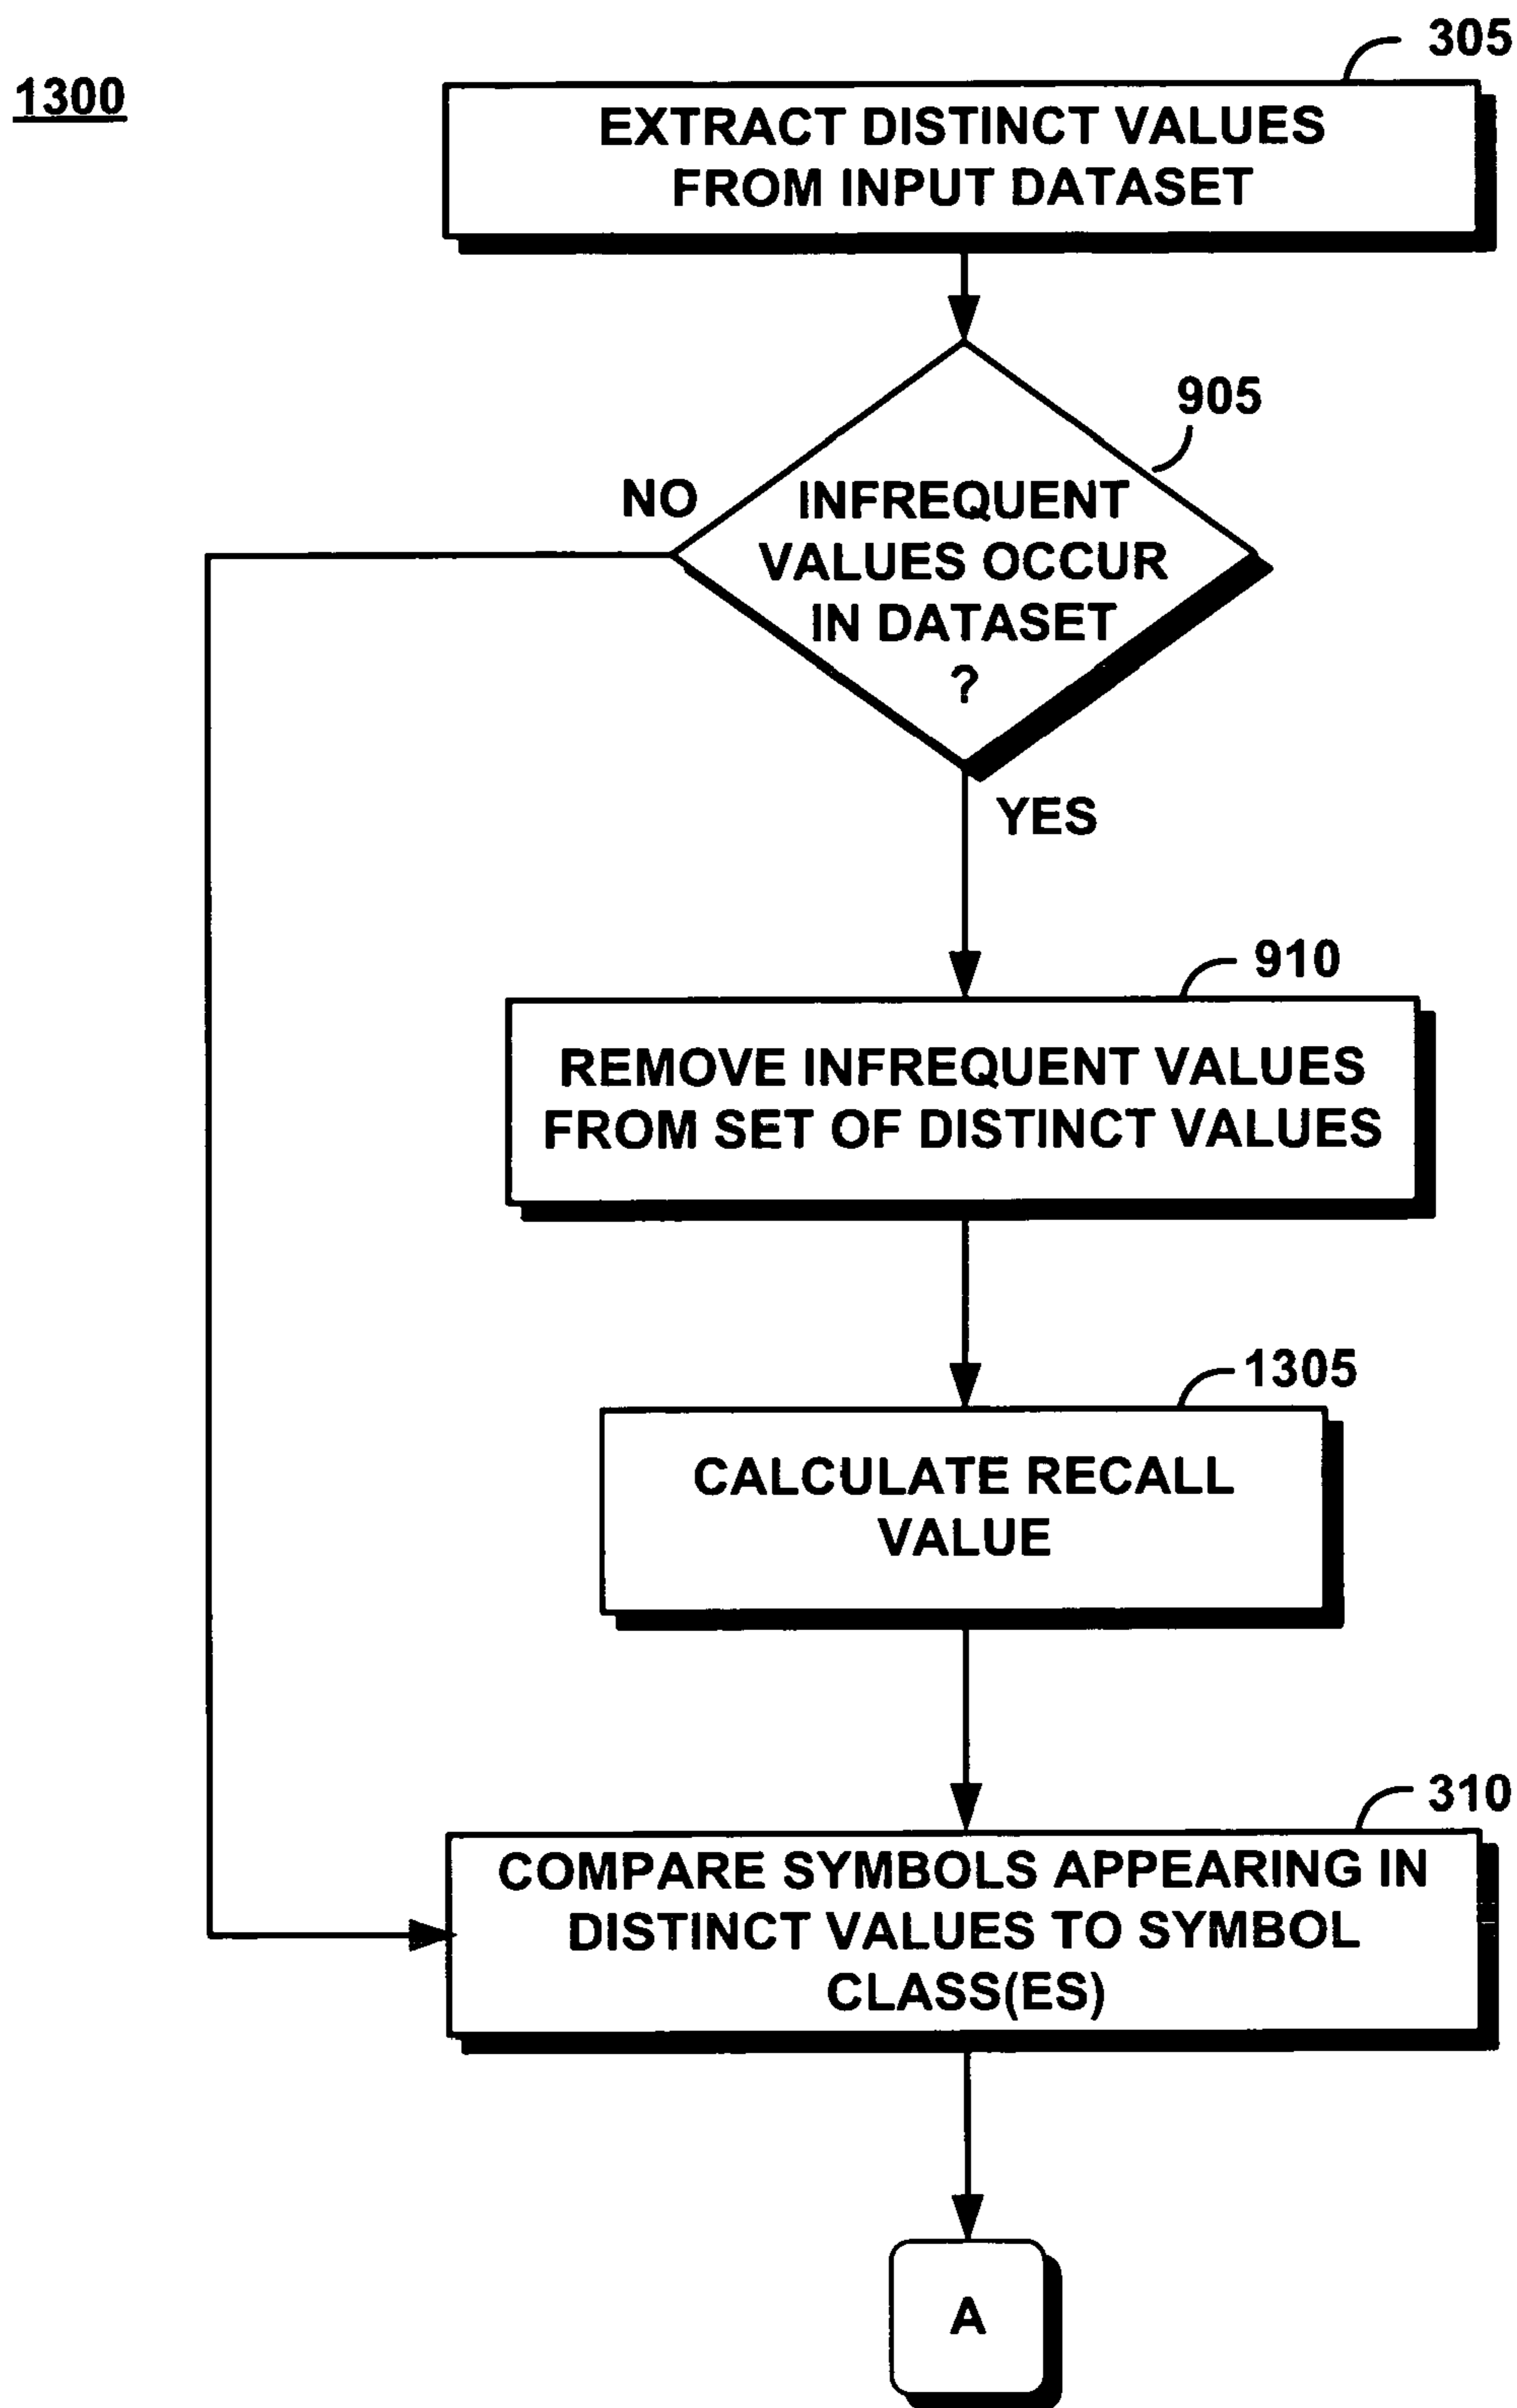 1300
305
EXTRACT DISTINCT VALUES
FROM INPUT DATASET
905
NO
INFREQUENT
VALUES OCCUR
IN DATASET
?
YES
910
REMOVE INFREQUENT VALUES
FROM SET OF DISTINCT VALUES
1305
CALCULATE RECALL
VALUE
310
COMPARE SYMBOLS APPEARING IN
DISTINCT VALUES TO SYMBOL
CLASS(ES)
A